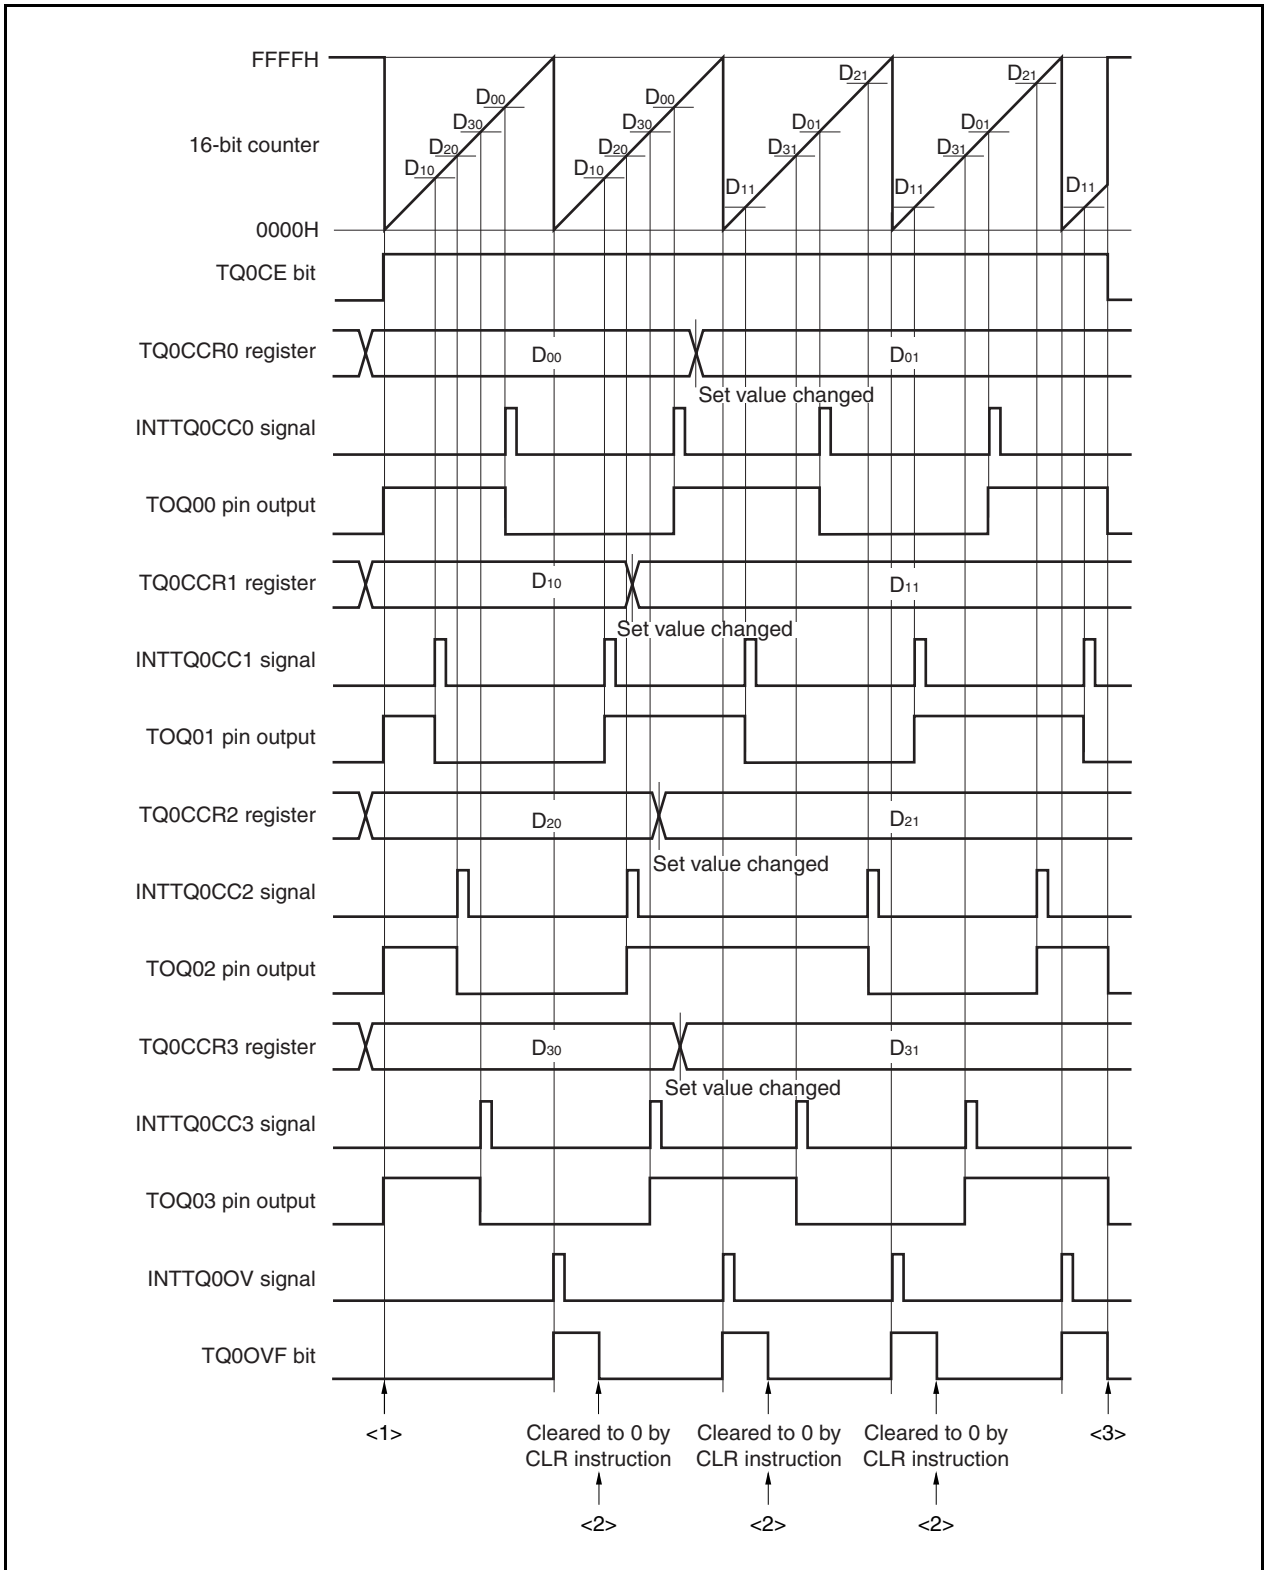 FFFFH
D21 D21
D00 D00
D30 D30 D01 D01
16-bit counter
D20 D20 D31 D31
D10 D10
D11 D11 D11
0000H
TQ0CE bit
TQ0CCR0 register D00 D01
Set value changed
INTTQ0CC0 signal
TOQ00 pin output
TQ0CCR1 register D10 D11
Set value changed
INTTQ0CC1 signal
TOQ01 pin output
TQ0CCR2 register D20 D21
Set value changed
INTTQ0CC2 signal
TOQ02 pin output
TQ0CCR3 register D30 D31
Set value changed
INTTQ0CC3 signal
TOQ03 pin output
INTTQ0OV signal
TQ0OVF bit
<1> Cleared to 0 by Cleared to 0 by Cleared to 0 by <3>
CLR instruction CLR instruction CLR instruction
<2> <2> <2>